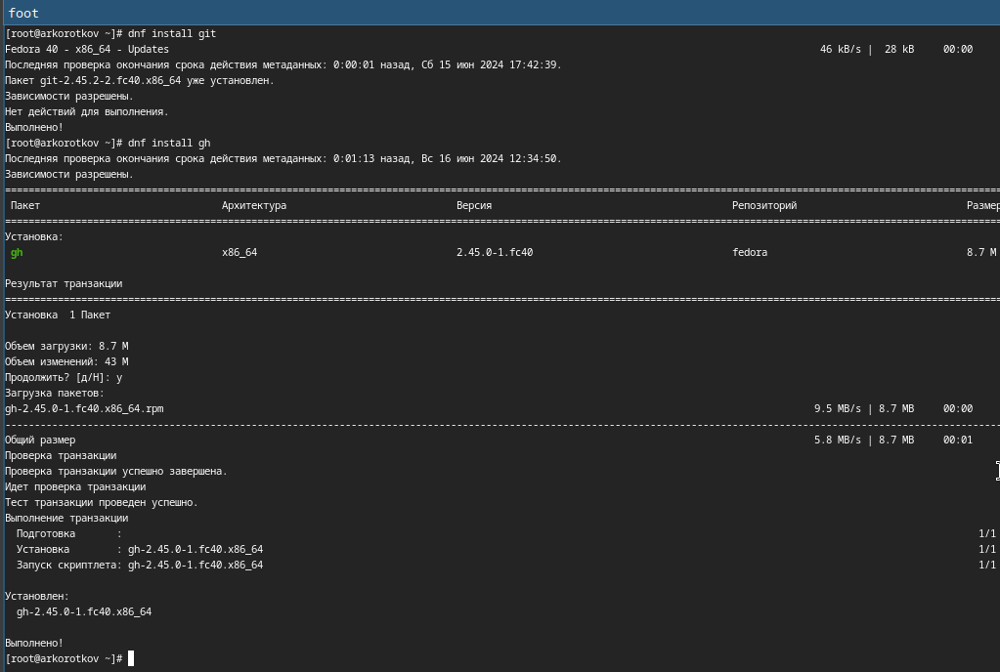 foot
[root@arkorotkov ~]# dnf install git
Fedora 40 - x86_64 - Updates 46 kB/s | 28 kB 00:00
Последняя проверка окончания срока действия метаданных: 0:00:01 назад, Сб 15 июн 2024 17:42:39.
Пакет git-2.45.2-2.fc40.x86_64 уже установлен.
Зависимости разрешены.
Нет действий для выполнения.
Выполнено!
[root@arkorotkov ~]# dnf install gh
Последняя проверка окончания срока действия метаданных: 0:01:13 назад, Вс 16 июн 2024 12:34:50.
Зависимости разрешены.
Пакет Архитектура Версия Репозиторий Размер
Установка:
gh x86_64 2.45.0-1.fc40 fedora 8.7 M
Результат транзакции
Установка 1 Пакет
Объем загрузки: 8.7 M
Объем изменений: 43 M
Продолжить? [д/Н]: y
Загрузка пакетов:
gh-2.45.0-1.fc40.x86_64.rpm 9.5 MB/s | 8.7 MB 00:00
Общий размер 5.8 MB/s | 8.7 MB 00:01
Проверка транзакции
Проверка транзакции успешно завершена.
Идет проверка транзакции
Тест транзакции проведен успешно.
Выполнение транзакции
Подготовка : 1/1
Установка : gh-2.45.0-1.fc40.x86_64 1/1
Запуск скриптлета: gh-2.45.0-1.fc40.x86_64 1/1
Установлен:
gh-2.45.0-1.fc40.x86_64
Выполнено!
[root@arkorotkov ~]#